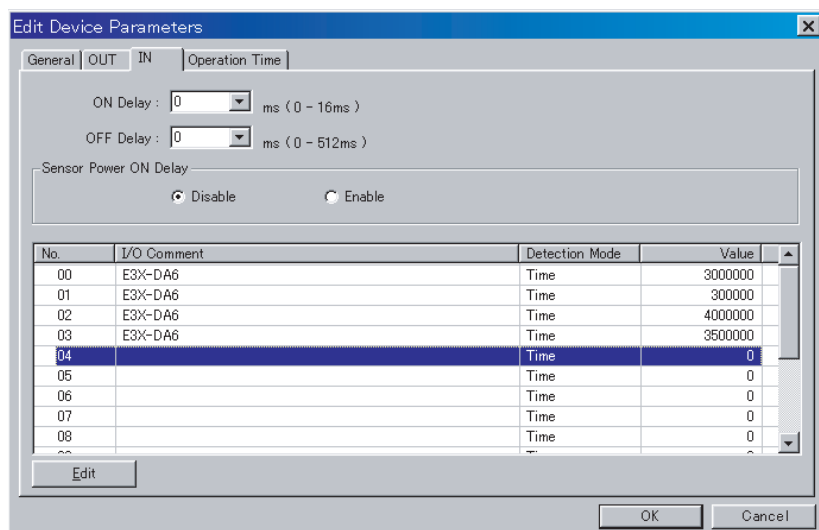 Edit Device Parameters
General OUT IN Operation Time
ON Delay : 0 ms ( 0 - 16ms )
OFF Delay : 0 ms ( 0 - 512ms )
Sensor Power ON Delay
Disable Enable
No. I/O Comment Detection Mode Value
00 E3X-DA6 Time 3000000
01 E3X-DA6 Time 300000
02 E3X-DA6 Time 4000000
03 E3X-DA6 Time 3500000
04 Time 0
05 Time 0
06 Time 0
07 Time 0
08 Time 0
Edit
OK Cancel